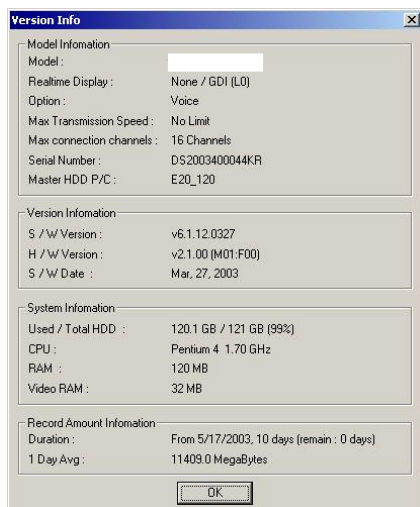 Version Info
Model Infomation
Model :
Realtime Display : None / GDI (L0)
Option : Voice
Max Transmission Speed : No Limit
Max connection channels : 16 Channels
Serial Number : DS2003400044KR
Master HDD P/C : E20_120
Version Infomation
S / W Version : v6.1.12.0327
H / W Version : v2.1.00 (M01:F00)
S / W Date : Mar, 27, 2003
System Infomation
Used / Total HDD : 120.1 GB / 121 GB (99%)
CPU : Pentium 4 1.70 GHz
RAM : 120 MB
Video RAM : 32 MB
Record Amount Infomation
Duration : From 5/17/2003, 10 days (remain : 0 days)
1 Day Avg : 11409.0 MegaBytes
OK